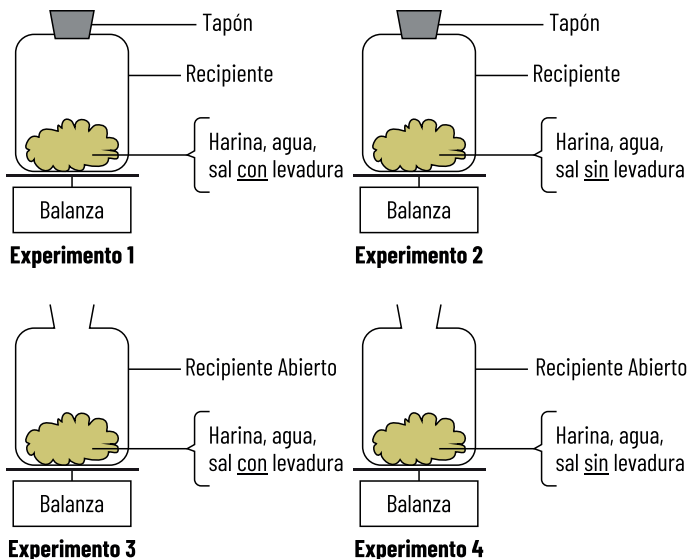 Tapón
Recipiente
Harina, agua,
sal con levadura
Balanza
Experimento 1
Tapón
Recipiente
Harina, agua,
sal sin levadura
Balanza
Experimento 2
Recipiente Abierto
Harina, agua,
sal con levadura
Balanza
Experimento 3
Recipiente Abierto
Harina, agua,
sal sin levadura
Balanza
Experimento 4